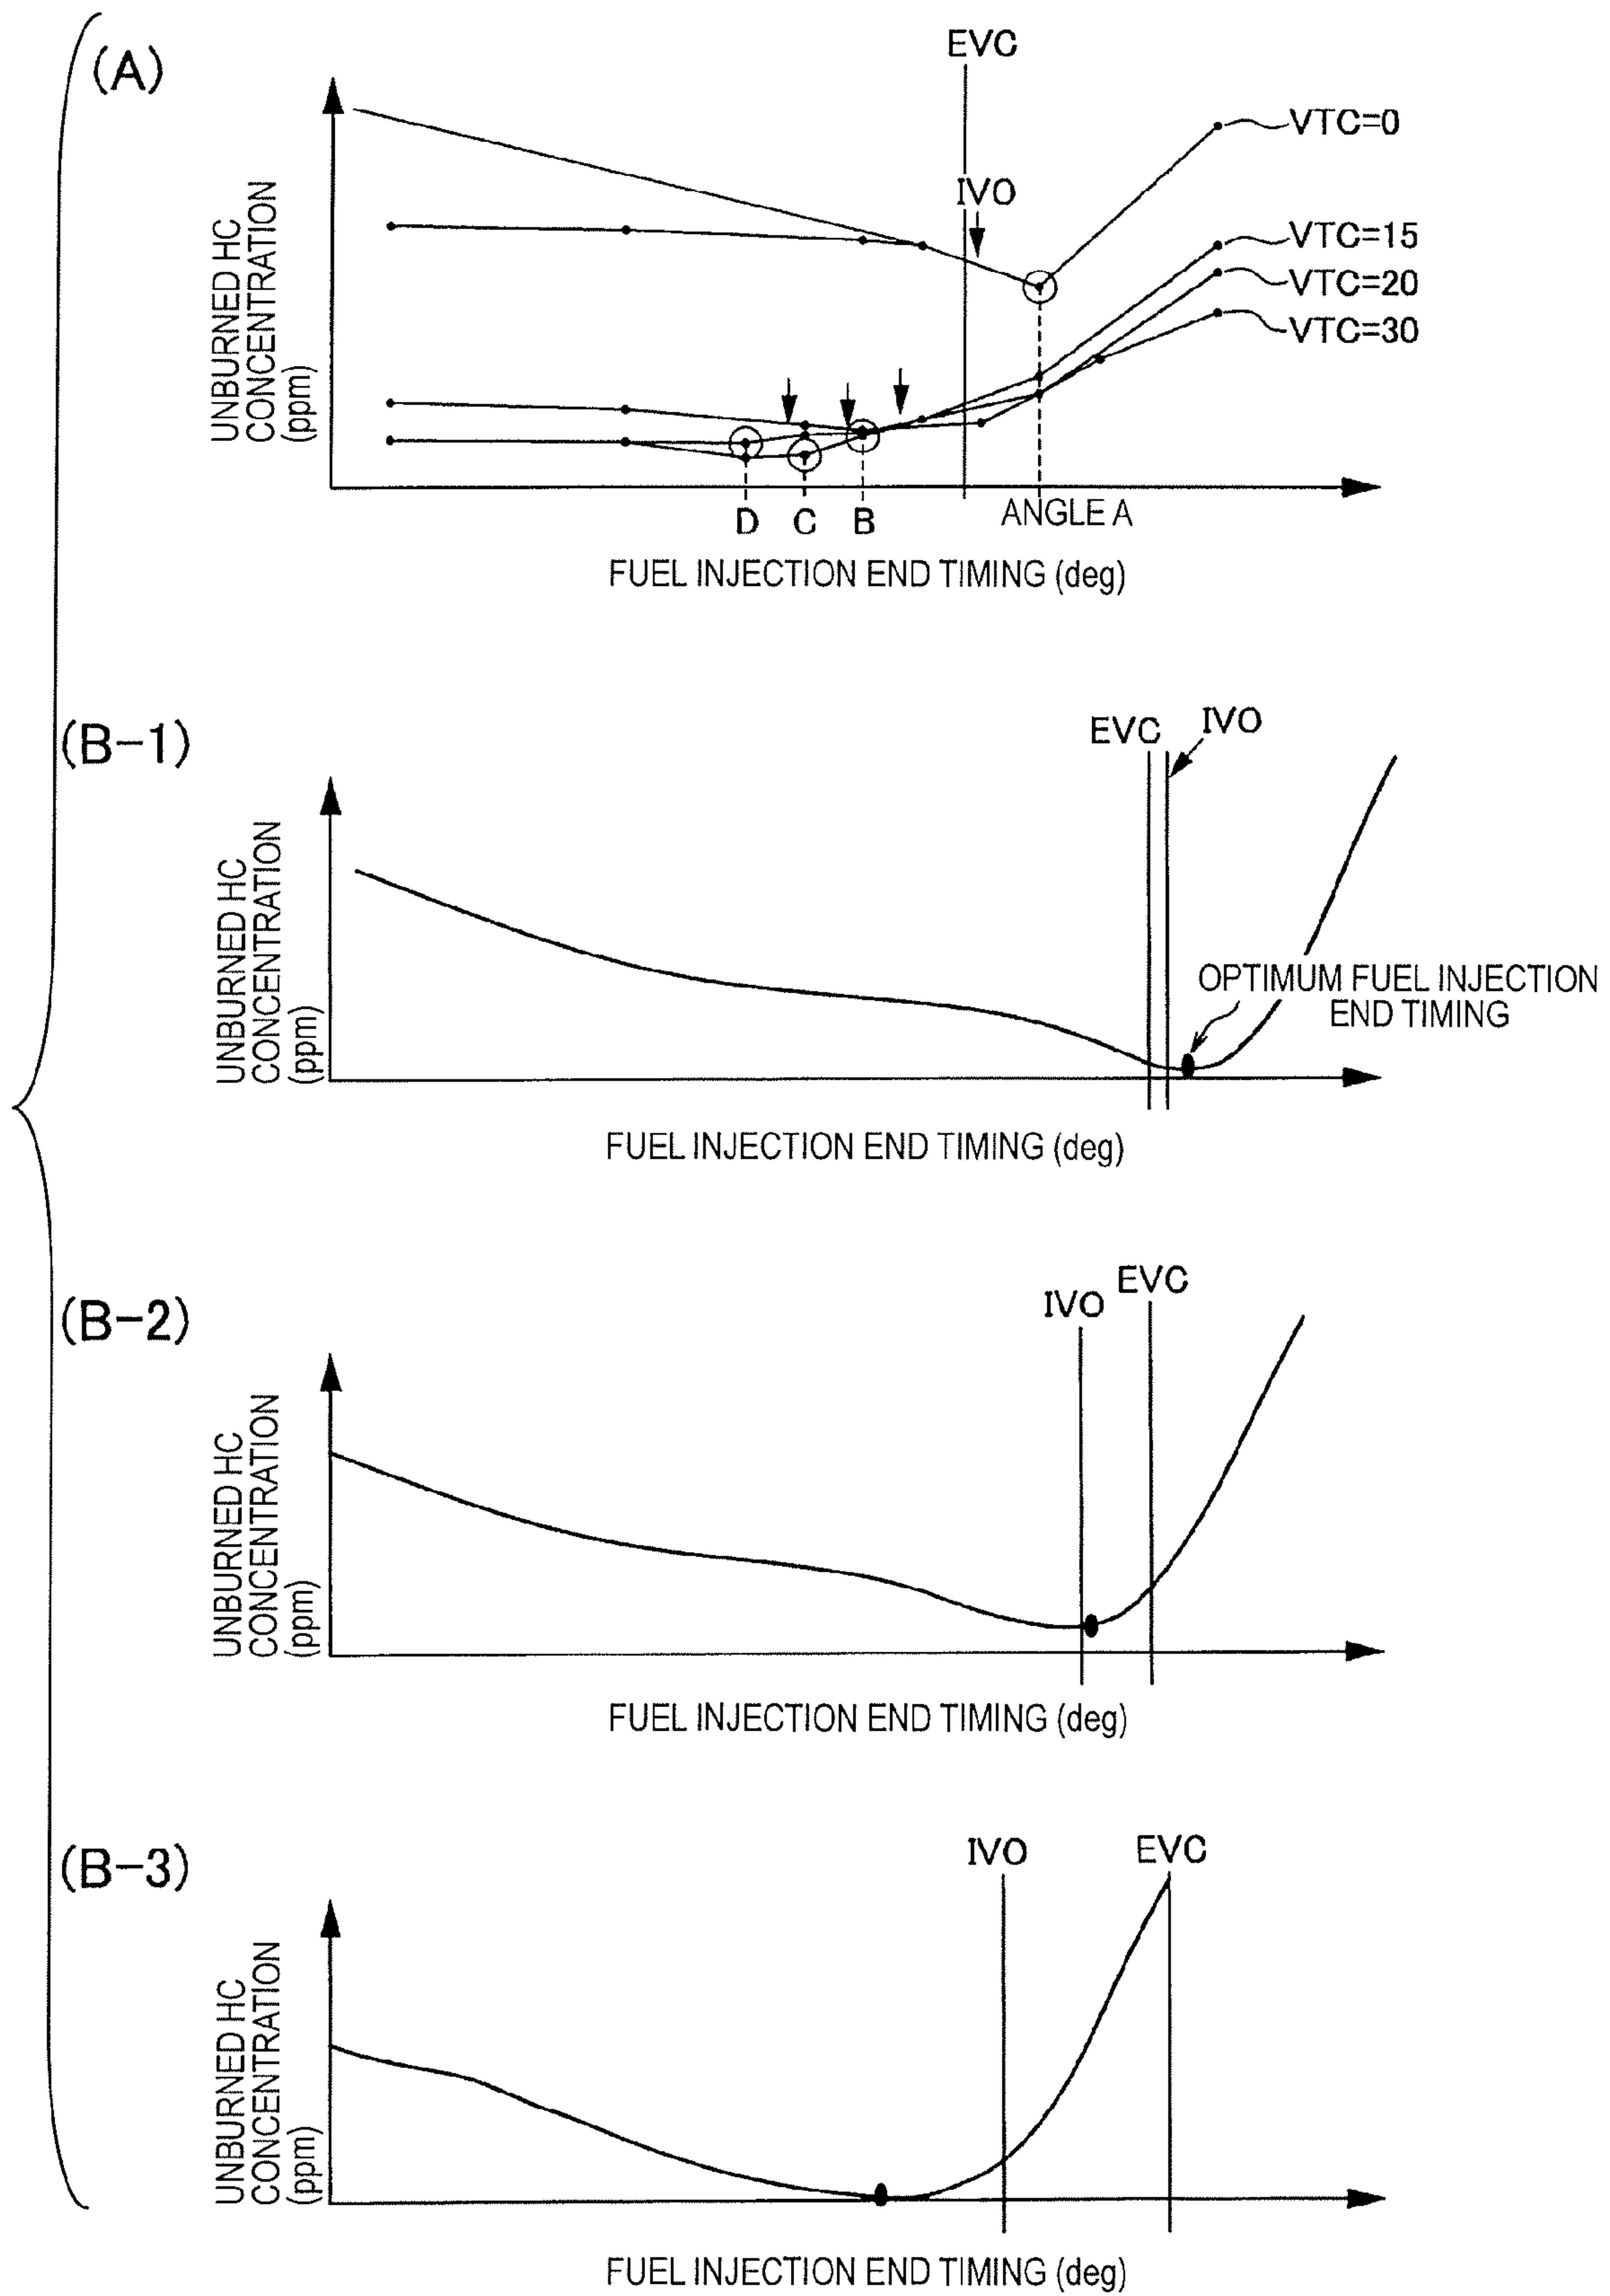 (A)
EVC
IVO
VTC=0
VTC=15
VTC=20
VTC=30
UNBURNED HC
CONCENTRATION
(ppm)
D
C
B
ANGLE A
FUEL INJECTION END TIMING (deg)
(B-1)
EVC
IVO
UNBURNED HC
CONCENTRATION
(ppm)
OPTIMUM FUEL INJECTION
END TIMING
FUEL INJECTION END TIMING (deg)
(B-2)
IVO
EVC
UNBURNED HC
CONCENTRATION
(ppm)
FUEL INJECTION END TIMING (deg)
(B-3)
IVO
EVC
UNBURNED HC
CONCENTRATION
(ppm)
FUEL INJECTION END TIMING (deg)